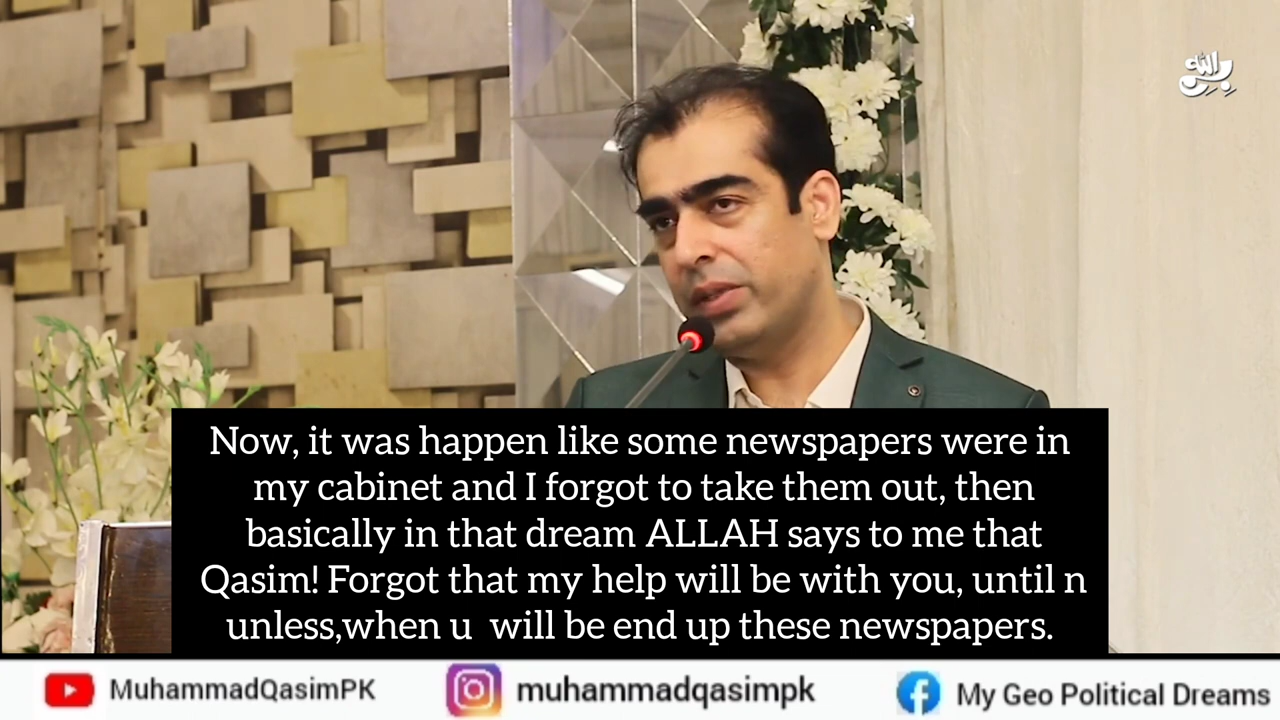 بسم الله
Now, it was happen like some newspapers were in
my cabinet and I forgot to take them out, then
basically in that dream ALLAH says to me that
Qasim! Forgot that my help will be with you, until n
unless,when u will be end up these newspapers.
MuhammadQasimPK muhammadqasimpk My Geo Political Dreams